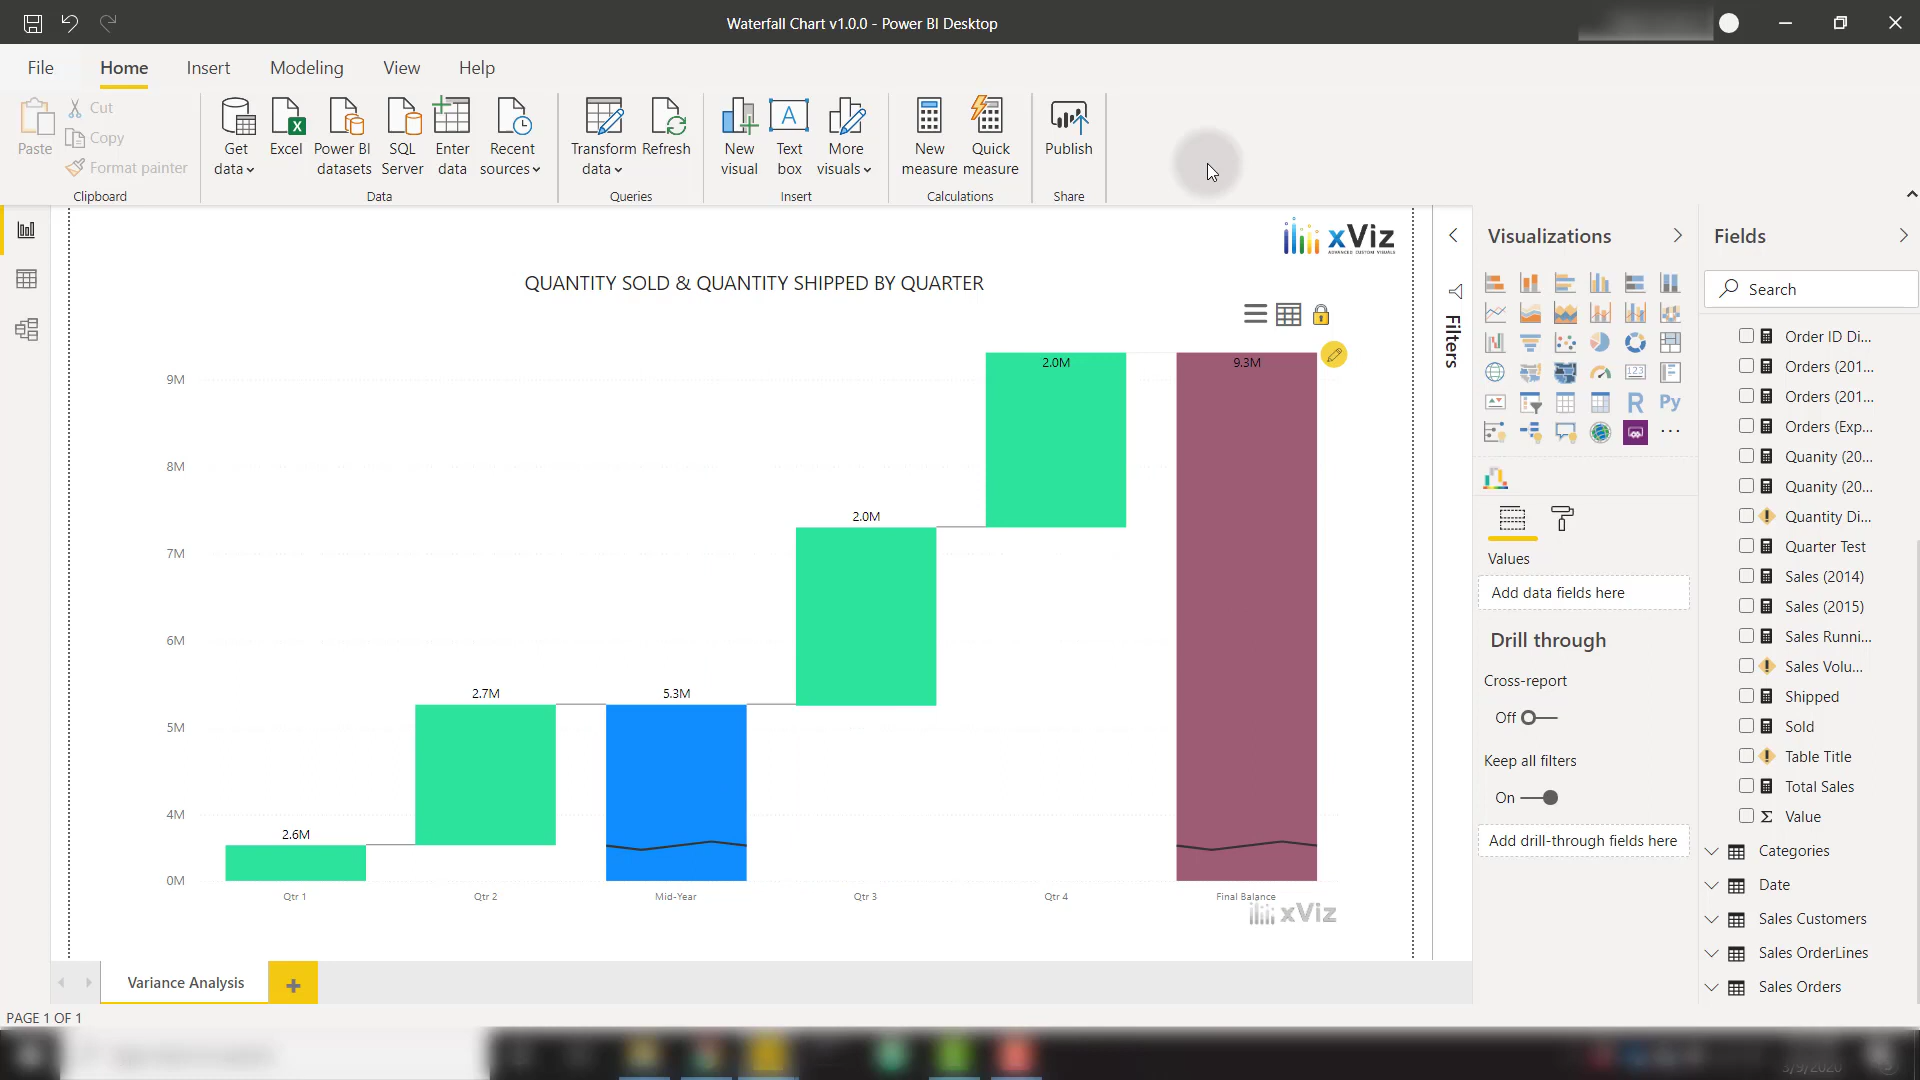 Waterfall Chart v1.0.0 - Power BI Desktop
File Home Insert Modeling View Help
Paste
Cut
Copy
Format painter
Clipboard
Get data
Excel
Power BI datasets
SQL Server
Enter data
Recent sources
Data
Transform data
Refresh
Queries
New visual
Text box
More visuals
Insert
New measure
Quick measure
Calculations
Publish
Share
xViz
ADVANCED CUSTOM VISUALS
QUANTITY SOLD & QUANTITY SHIPPED BY QUARTER
9M
8M
7M
6M
5M
4M
0M
2.6M
2.7M
5.3M
2.0M
2.0M
9.3M
Qtr 1
Qtr 2
Mid-Year
Qtr 3
Qtr 4
Final Balance
xViz
Filters
Visualizations
123
R
Py
Values
Add data fields here
Drill through
Cross-report
Off
Keep all filters
On
Add drill-through fields here
Fields
Search
Order ID Di...
Orders (201...
Orders (201...
Orders (Exp...
Quanity (20...
Quanity (20...
Quantity Di...
Quarter Test
Sales (2014)
Sales (2015)
Sales Runni...
Sales Volu...
Shipped
Sold
Table Title
Total Sales
Σ Value
Categories
Date
Sales Customers
Sales OrderLines
Sales Orders
Variance Analysis
PAGE 1 OF 1
3/9/2020